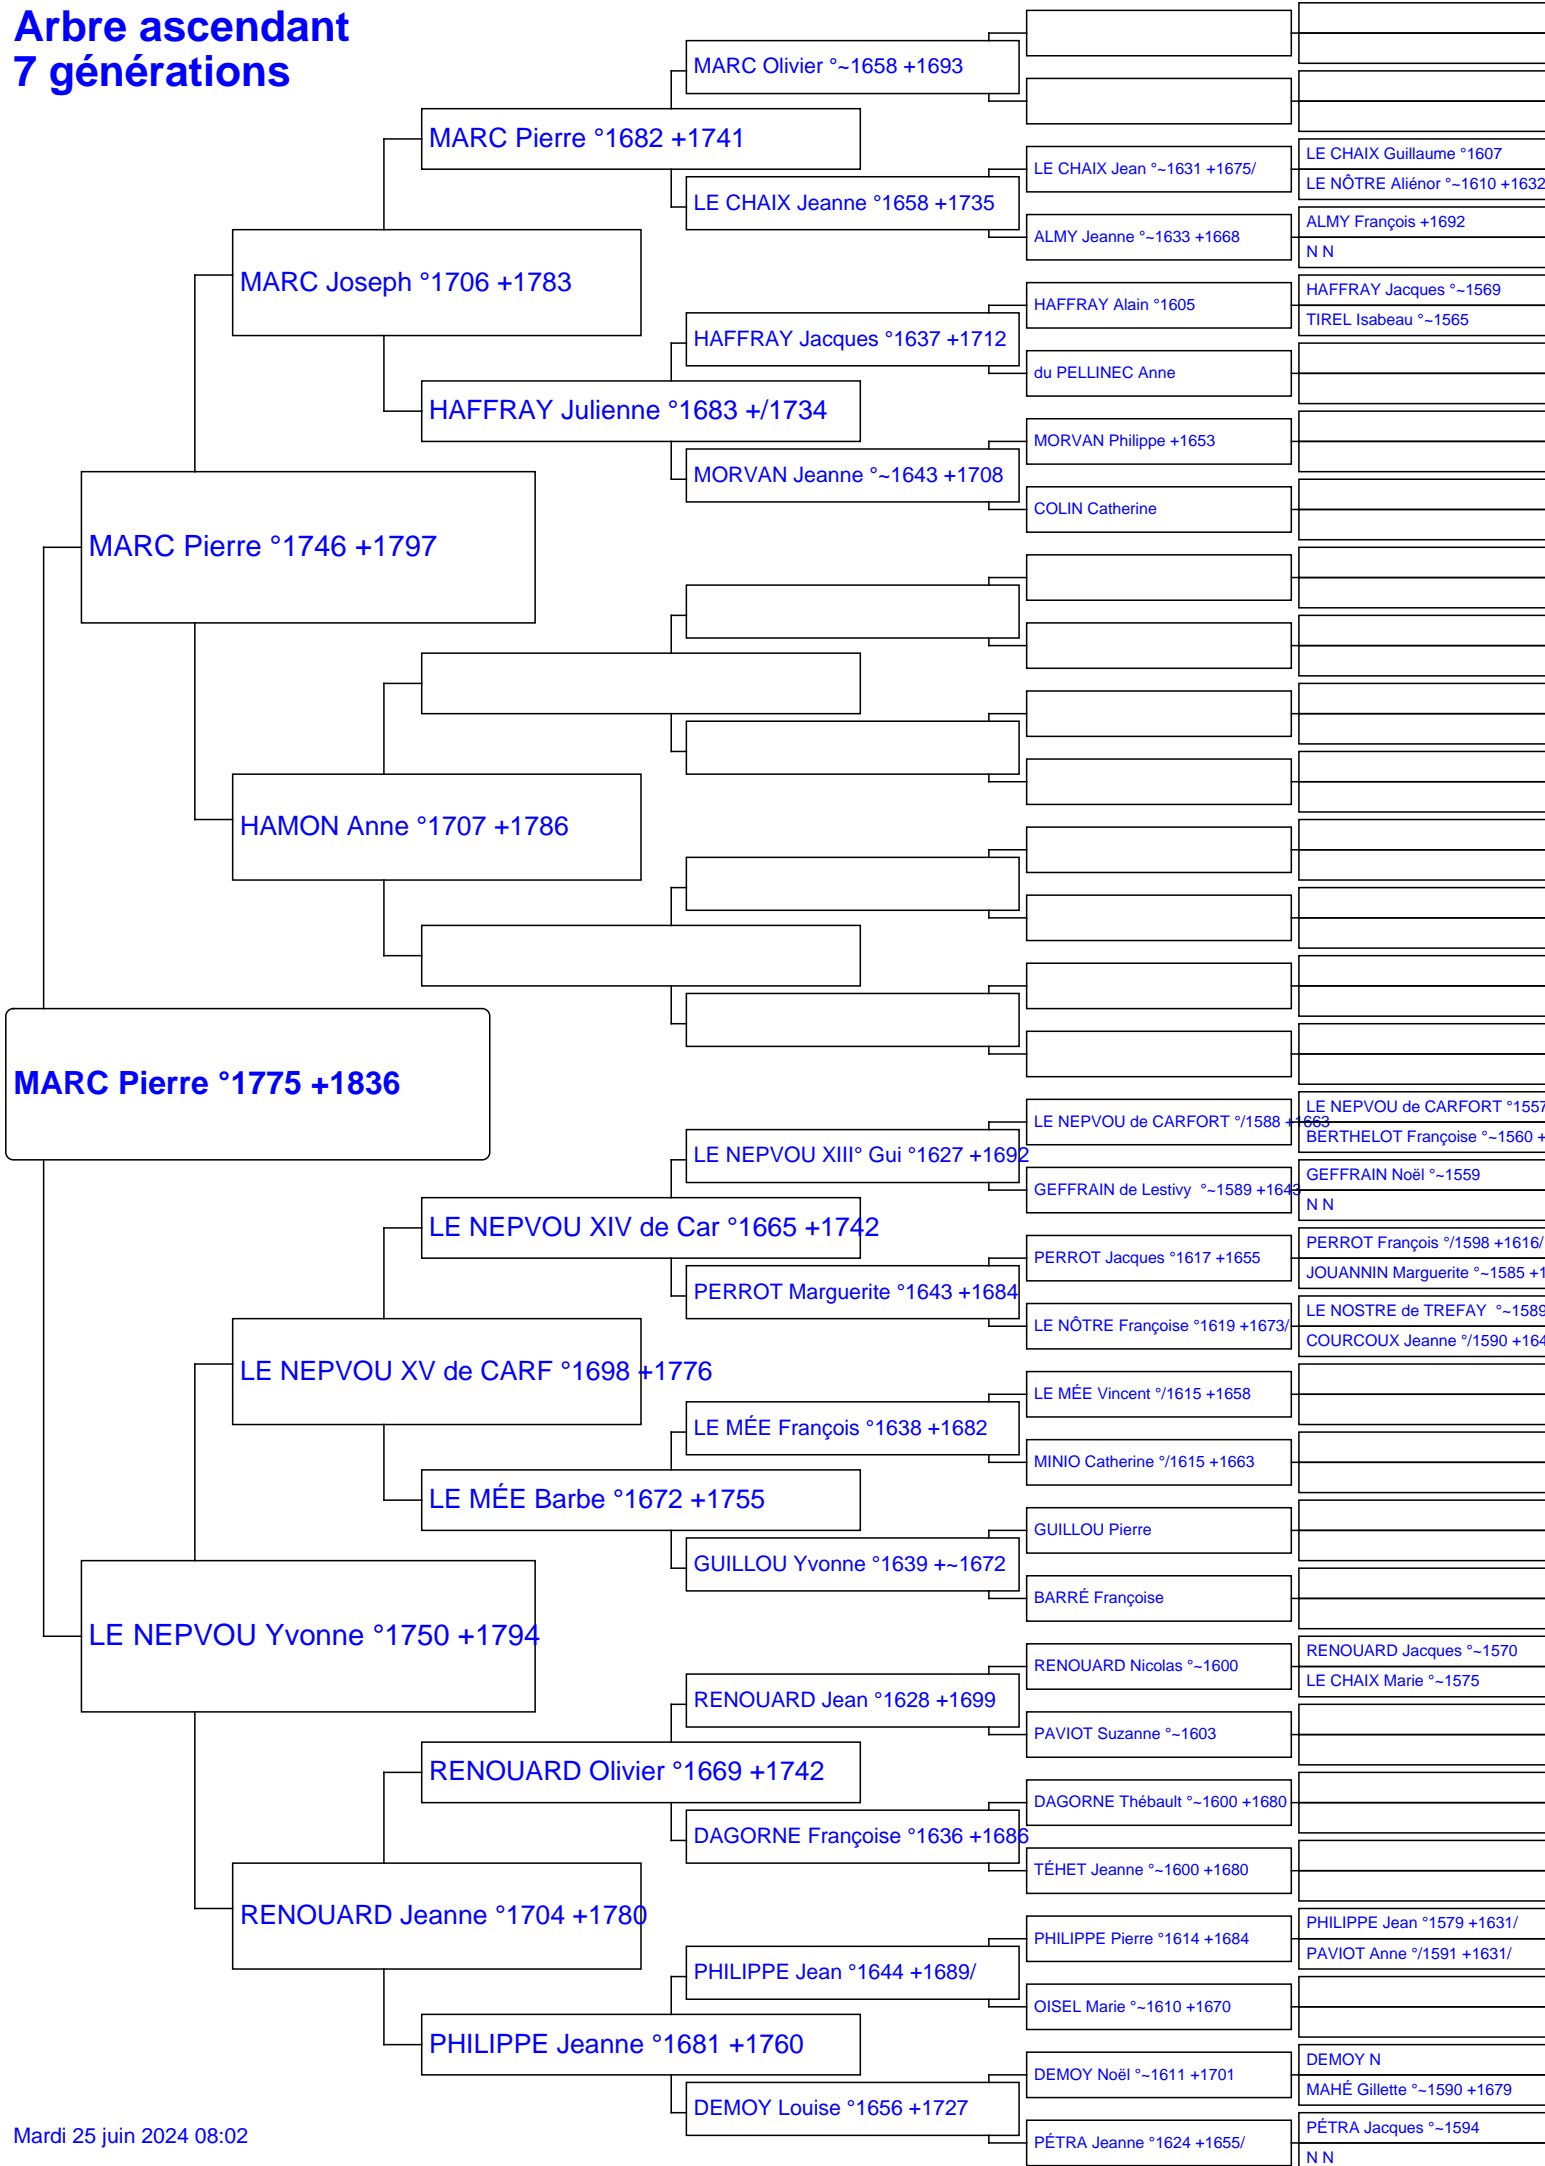 Arbre ascendant
7 générations
MARC Pierre °1775 +1836
MARC Pierre °1746 +1797
LE NEPVOU Yvonne °1750 +1794
MARC Joseph °1706 +1783
HAMON Anne °1707 +1786
LE NEPVOU XV de CARF °1698 +1776
RENOUARD Jeanne °1704 +1780
MARC Pierre °1682 +1741
HAFFRAY Julienne °1683 +/1734
LE NEPVOU XIV de Car °1665 +1742
LE MÉE Barbe °1672 +1755
RENOUARD Olivier °1669 +1742
PHILIPPE Jeanne °1681 +1760
MARC Olivier °~1658 +1693
LE CHAIX Jeanne °1658 +1735
HAFFRAY Jacques °1637 +1712
MORVAN Jeanne °~1643 +1708
LE NEPVOU XIII° Gui °1627 +1692
PERROT Marguerite °1643 +1684
LE MÉE François °1638 +1682
GUILLOU Yvonne °1639 +~1672
RENOUARD Jean °1628 +1699
DAGORNE Françoise °1636 +1686
PHILIPPE Jean °1644 +1689/
DEMOY Louise °1656 +1727
LE CHAIX Jean °~1631 +1675/
ALMY Jeanne °~1633 +1668
HAFFRAY Alain °1605
du PELLINEC Anne
MORVAN Philippe +1653
COLIN Catherine
LE NEPVOU de CARFORT °/1588 +1663
GEFFRAIN de Lestivy °~1589 +1643
PERROT Jacques °1617 +1655
LE NÔTRE Françoise °1619 +1673/
LE MÉE Vincent °/1615 +1658
MINIO Catherine °/1615 +1663
GUILLOU Pierre
BARRÉ Françoise
RENOUARD Nicolas °~1600
PAVIOT Suzanne °~1603
DAGORNE Thébault °~1600 +1680
TÉHET Jeanne °~1600 +1680
PHILIPPE Pierre °1614 +1684
OISEL Marie °~1610 +1670
DEMOY Noël °~1611 +1701
PÉTRA Jeanne °1624 +1655/
LE CHAIX Guillaume °1607
LE NÔTRE Aliénor °~1610 +1632
ALMY François +1692
N N
HAFFRAY Jacques °~1569
TIREL Isabeau °~1565
LE NEPVOU de CARFORT °1557
BERTHELOT Françoise °~1560 +
GEFFRAIN Noël °~1559
N N
PERROT François °/1598 +1616/
JOUANNIN Marguerite °~1585 +1
LE NOSTRE de TREFAY °~1589
COURCOUX Jeanne °/1590 +164
RENOUARD Jacques °~1570
LE CHAIX Marie °~1575
PHILIPPE Jean °1579 +1631/
PAVIOT Anne °/1591 +1631/
DEMOY N
MAHÉ Gillette °~1590 +1679
PÉTRA Jacques °~1594
N N
Mardi 25 juin 2024 08:02